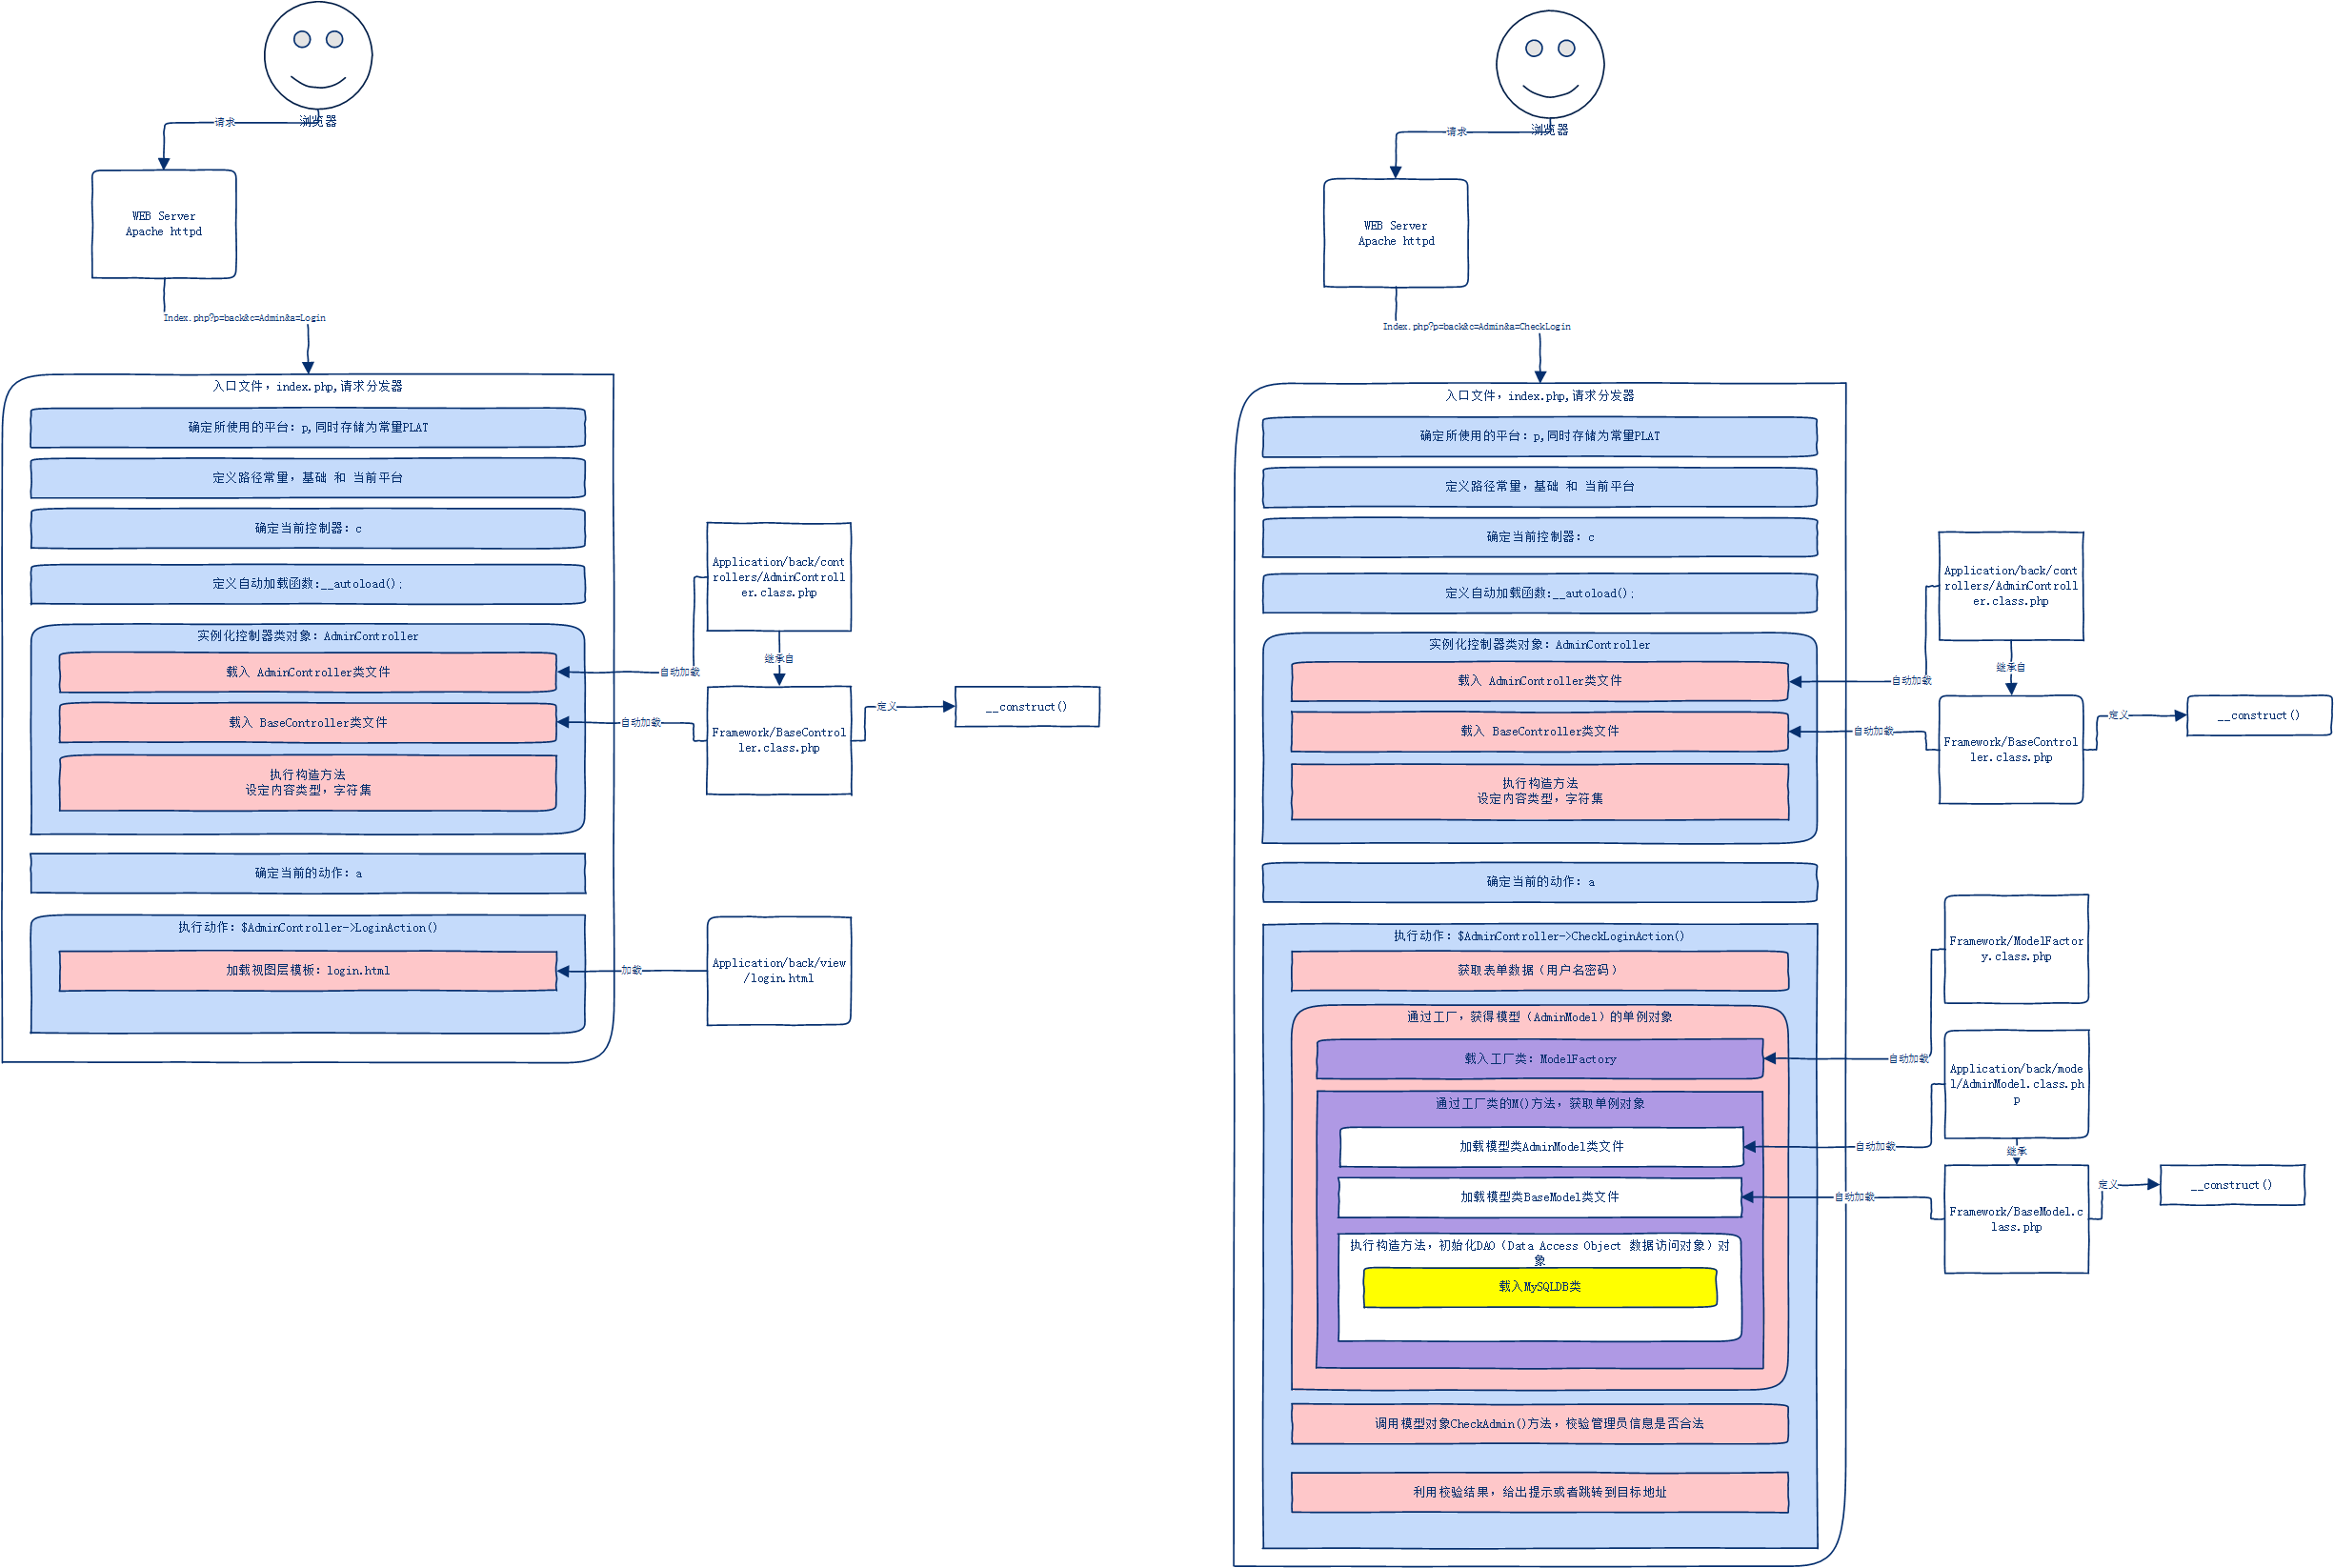 浏览器
请求
WEB Server
Apache httpd
Index.php?p=back&c=Admin&a=Login
入口文件，index.php,请求分发器
确定所使用的平台：p,同时存储为常量PLAT
定义路径常量，基础 和 当前平台
确定当前控制器：c
定义自动加载函数:__autoload();
实例化控制器类对象：AdminController
载入 AdminController类文件
载入 BaseController类文件
执行构造方法
设定内容类型，字符集
确定当前的动作：a
执行动作：$AdminController->LoginAction()
加载视图层模板：login.html
Application/back/cont
rollers/AdminControll
er.class.php
自动加载
继承自
Framework/BaseControl
ler.class.php
自动加载
定义
__construct()
加载
Application/back/view
/login.html
浏览器
请求
WEB Server
Apache httpd
Index.php?p=back&c=Admin&a=CheckLogin
入口文件，index.php,请求分发器
确定所使用的平台：p,同时存储为常量PLAT
定义路径常量，基础 和 当前平台
确定当前控制器：c
定义自动加载函数:__autoload();
实例化控制器类对象：AdminController
载入 AdminController类文件
载入 BaseController类文件
执行构造方法
设定内容类型，字符集
确定当前的动作：a
执行动作：$AdminController->CheckLoginAction()
获取表单数据（用户名密码）
通过工厂，获得模型（AdminModel）的单例对象
载入工厂类：ModelFactory
通过工厂类的M()方法，获取单例对象
加载模型类AdminModel类文件
加载模型类BaseModel类文件
执行构造方法，初始化DAO（Data Access Object 数据访问对象）对
象
载入MySQLDB类
调用模型对象CheckAdmin()方法，校验管理员信息是否合法
利用校验结果，给出提示或者跳转到目标地址
Application/back/cont
rollers/AdminControll
er.class.php
自动加载
继承自
Framework/BaseControl
ler.class.php
自动加载
定义
__construct()
Framework/ModelFactor
y.class.php
自动加载
Application/back/mode
l/AdminModel.class.ph
p
自动加载
继承
Framework/BaseModel.c
lass.php
自动加载
定义
__construct()